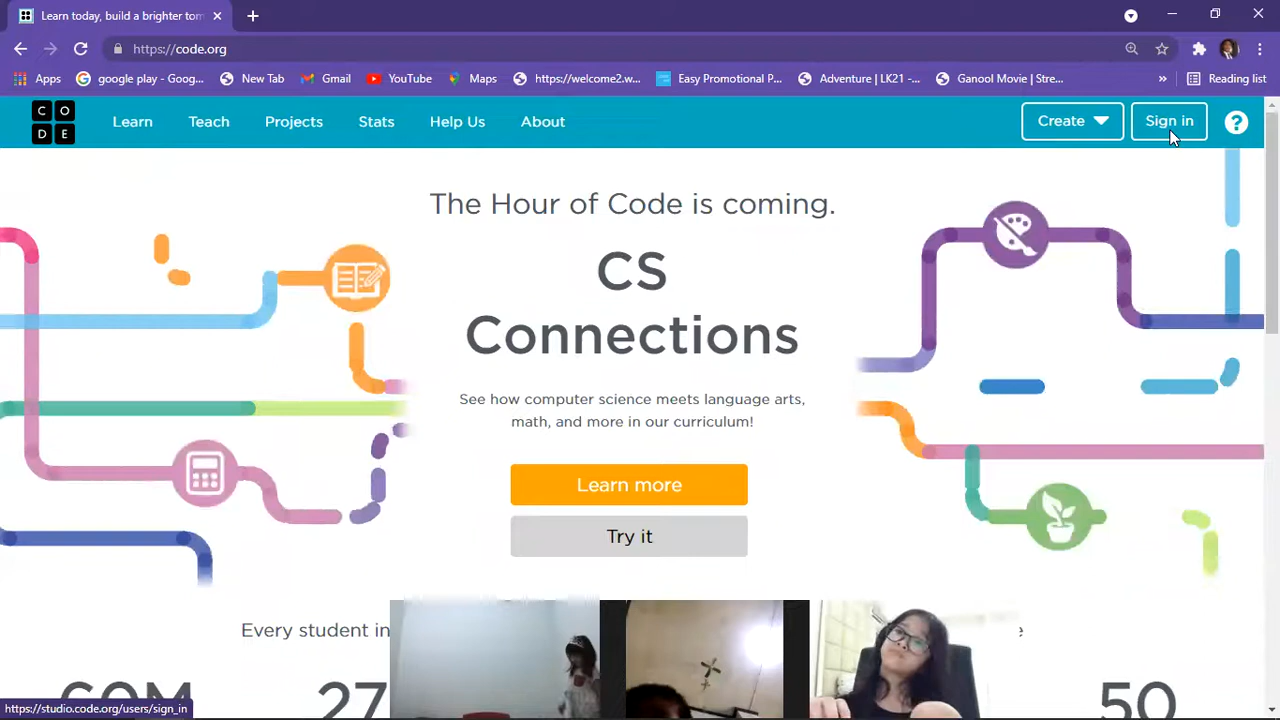 Learn today, build a brighter tom
https://code.org
Apps
google play - Goog...
New Tab
Gmail
YouTube
Maps
https://welcome2.w...
Easy Promotional P...
Adventure | LK21 -...
Ganool Movie | Stre...
»
Reading list
CODE
Learn
Teach
Projects
Stats
Help Us
About
Create
Sign in
?
The Hour of Code is coming.
CS
Connections
See how computer science meets language arts,
math, and more in our curriculum!
Learn more
Try it
Every student in
27
50
https://studio.code.org/users/sign_in